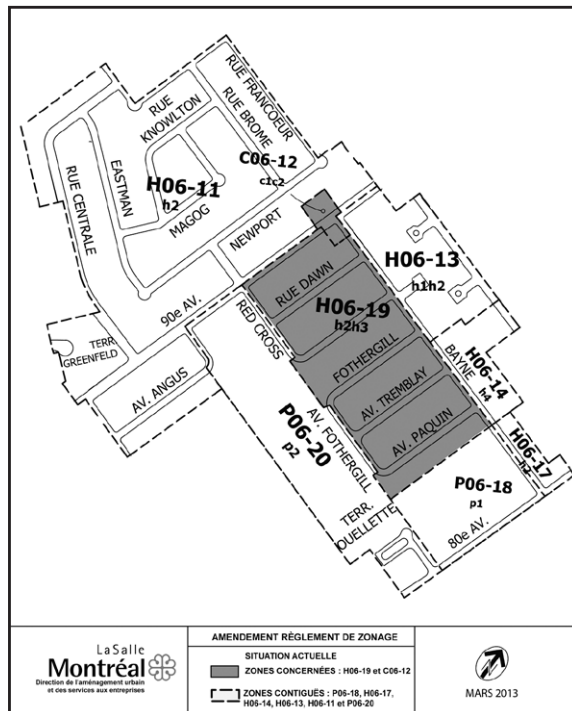 RUE FRANCOEUR
RUE BROME
RUE
KNOWLTON
C06-12
c1c2
EASTMAN
H06-11
h2
RUE CENTRALE
MAGOG
NEWPORT
H06-13
h1h2
RUE DAWN
H06-19
h2h3
90e AV.
RED CROSS
TERR.
GREENFELD
FOTHERGILL
BAYNE
H06-14
h4
AV. ANGUS
AV. TREMBLAY
P06-20
p2
AV. FOTHERGILL
AV. PAQUIN
H06-17
P06-18
p1
TERR.
OUELLETTE
80e AV.
LaSalle
Montréal
Direction de l'aménagement urbain
et des services aux entreprises
AMENDEMENT RÈGLEMENT DE ZONAGE
SITUATION ACTUELLE
ZONES CONCERNÉES : H06-19 et C06-12
ZONES CONTIGUËS : P06-18, H06-17,
H06-14, H06-13, H06-11 et P06-20
MARS 2013